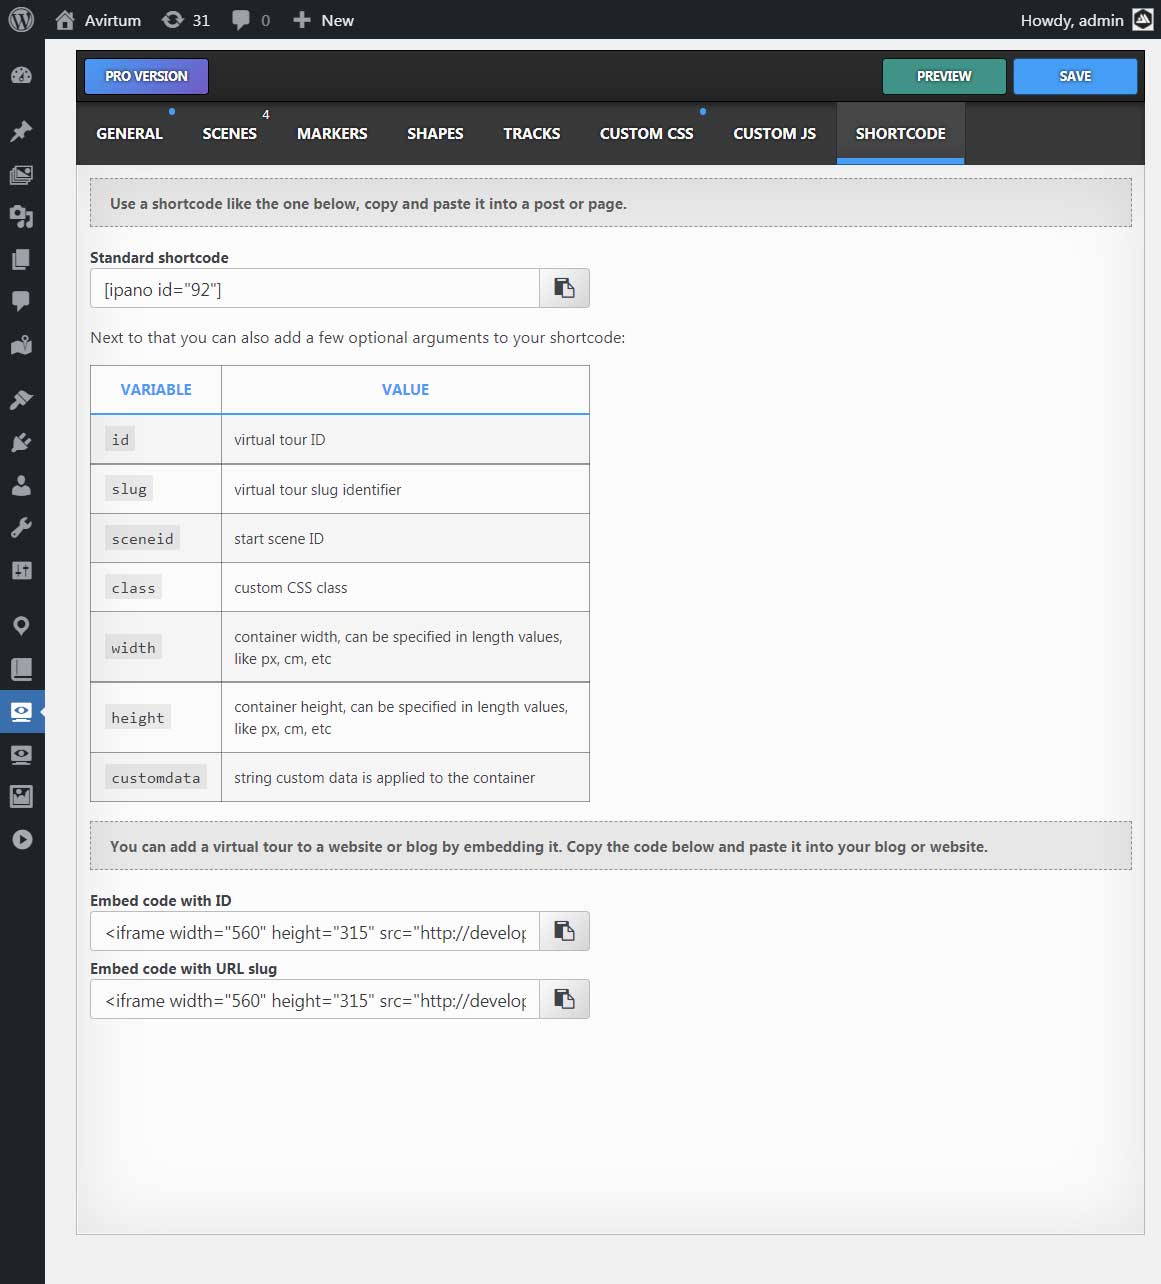 Avirtum 31 0 New Howdy, admin
PRO VERSION PREVIEW SAVE
GENERAL SCENES 4 MARKERS SHAPES TRACKS CUSTOM CSS CUSTOM JS SHORTCODE
Use a shortcode like the one below, copy and paste it into a post or page.
Standard shortcode
[ipano id="92"]
Next to that you can also add a few optional arguments to your shortcode:
VARIABLE VALUE
id virtual tour ID
slug virtual tour slug identifier
sceneid start scene ID
class custom CSS class
width container width, can be specified in length values,
like px, cm, etc
height container height, can be specified in length values,
like px, cm, etc
customdata string custom data is applied to the container
You can add a virtual tour to a website or blog by embedding it. Copy the code below and paste it into your blog or website.
Embed code with ID
<iframe width="560" height="315" src="http://develop
Embed code with URL slug
<iframe width="560" height="315" src="http://develop